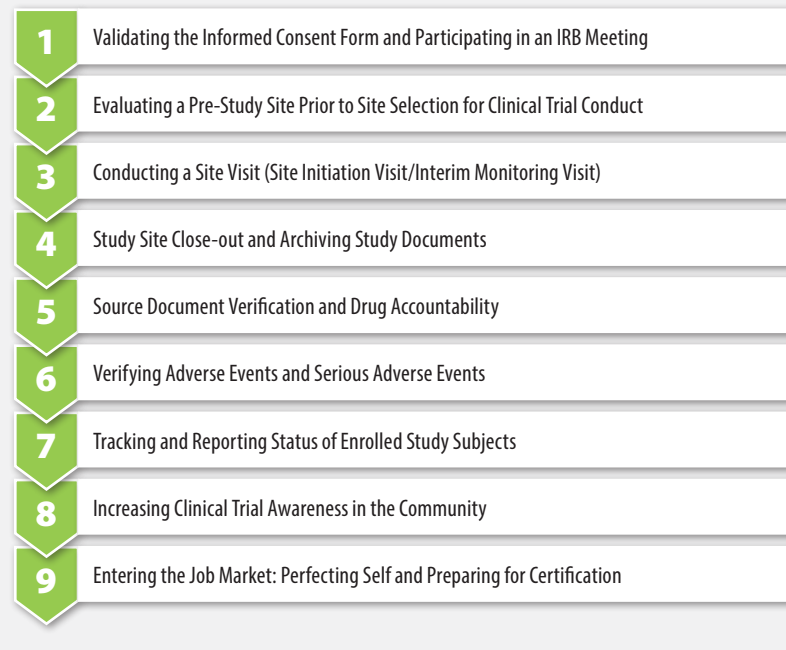 1 Validating the Informed Consent Form and Participating in an IRB Meeting
2 Evaluating a Pre-Study Site Prior to Site Selection for Clinical Trial Conduct
3 Conducting a Site Visit (Site Initiation Visit/Interim Monitoring Visit)
4 Study Site Close-out and Archiving Study Documents
5 Source Document Verification and Drug Accountability
6 Verifying Adverse Events and Serious Adverse Events
7 Tracking and Reporting Status of Enrolled Study Subjects
8 Increasing Clinical Trial Awareness in the Community
9 Entering the Job Market: Perfecting Self and Preparing for Certification